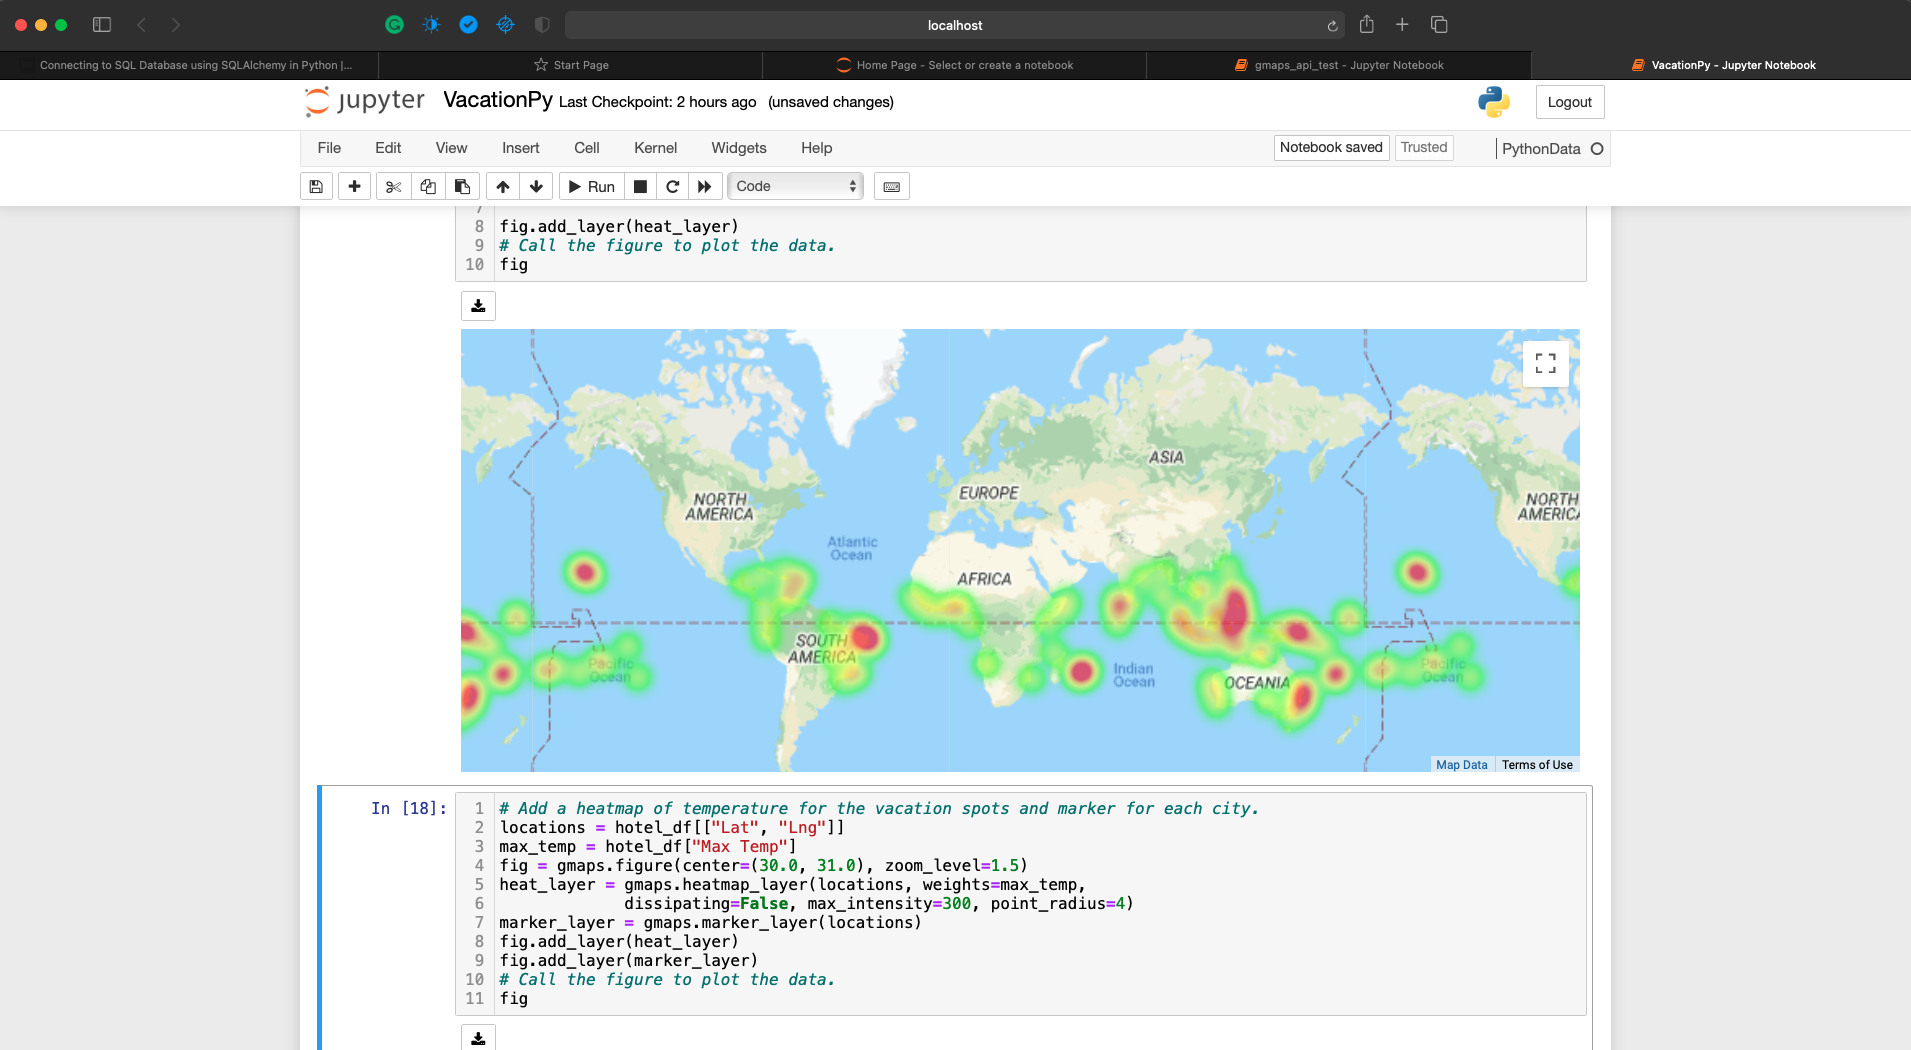 localhost
Connecting to SQL Database using SQLAlchemy in Python |...
Start Page
Home Page - Select or create a notebook
gmaps_api_test - Jupyter Notebook
VacationPy - Jupyter Notebook
jupyter VacationPy Last Checkpoint: 2 hours ago (unsaved changes)
Logout
File Edit View Insert Cell Kernel Widgets Help
Notebook saved Trusted PythonData
Run Code
7
8 fig.add_layer(heat_layer)
9 # Call the figure to plot the data.
10 fig
ASIA
EUROPE
NORTH
AMERICA
NORTH
AMERICA
Atlantic
Ocean
AFRICA
SOUTH
AMERICA
Pacific
Ocean
Indian
Ocean
OCEANIA
Pacific
Ocean
Map Data Terms of Use
In [18]:
1 # Add a heatmap of temperature for the vacation spots and marker for each city.
2 locations = hotel_df[["Lat", "Lng"]]
3 max_temp = hotel_df["Max Temp"]
4 fig = gmaps.figure(center=(30.0, 31.0), zoom_level=1.5)
5 heat_layer = gmaps.heatmap_layer(locations, weights=max_temp,
6 dissipating=False, max_intensity=300, point_radius=4)
7 marker_layer = gmaps.marker_layer(locations)
8 fig.add_layer(heat_layer)
9 fig.add_layer(marker_layer)
10 # Call the figure to plot the data.
11 fig